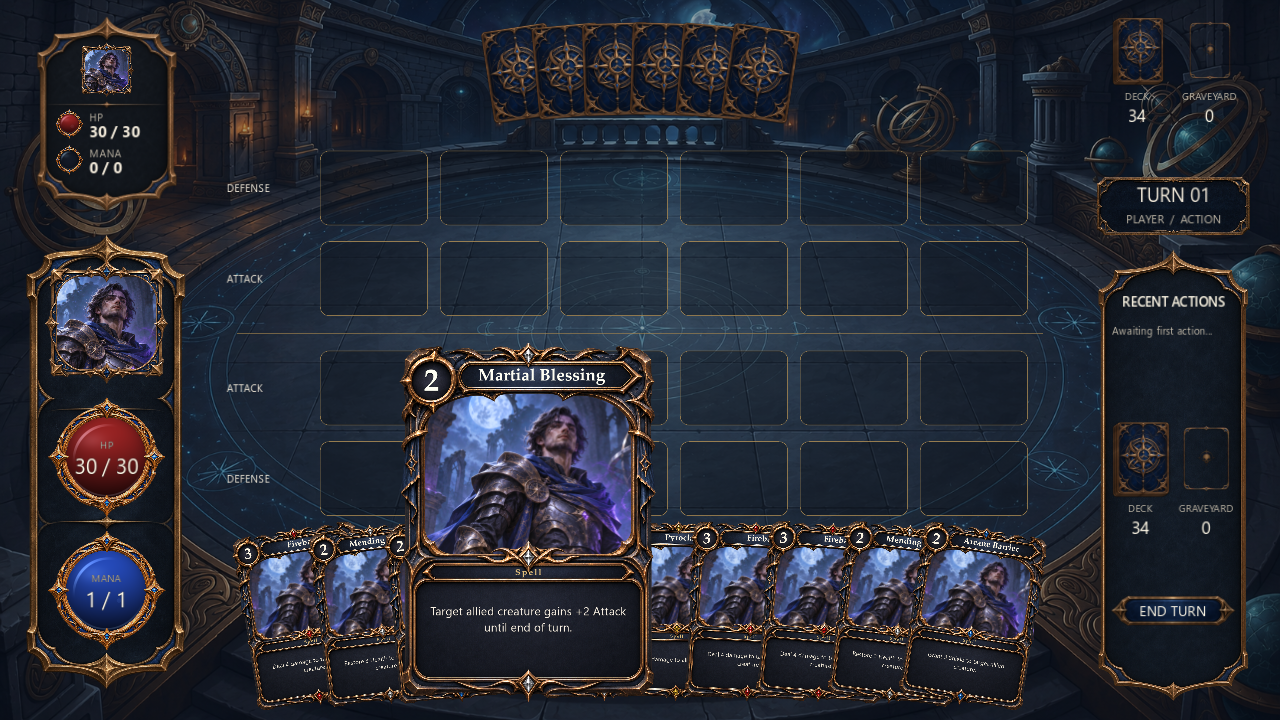 HP
30 / 30
MANA
0 / 0
DECK
34
GRAVEYARD
0
TURN 01
PLAYER / ACTION
DEFENSE
ATTACK
ATTACK
DEFENSE
RECENT ACTIONS
Awaiting first action...
HP
30 / 30
MANA
1 / 1
2
Martial Blessing
Spell
Target allied creature gains +2 Attack
until end of turn.
3
2
Mending
2
3
3
2
Mending
2
Arcane Barrier
DECK
34
GRAVEYARD
0
END TURN